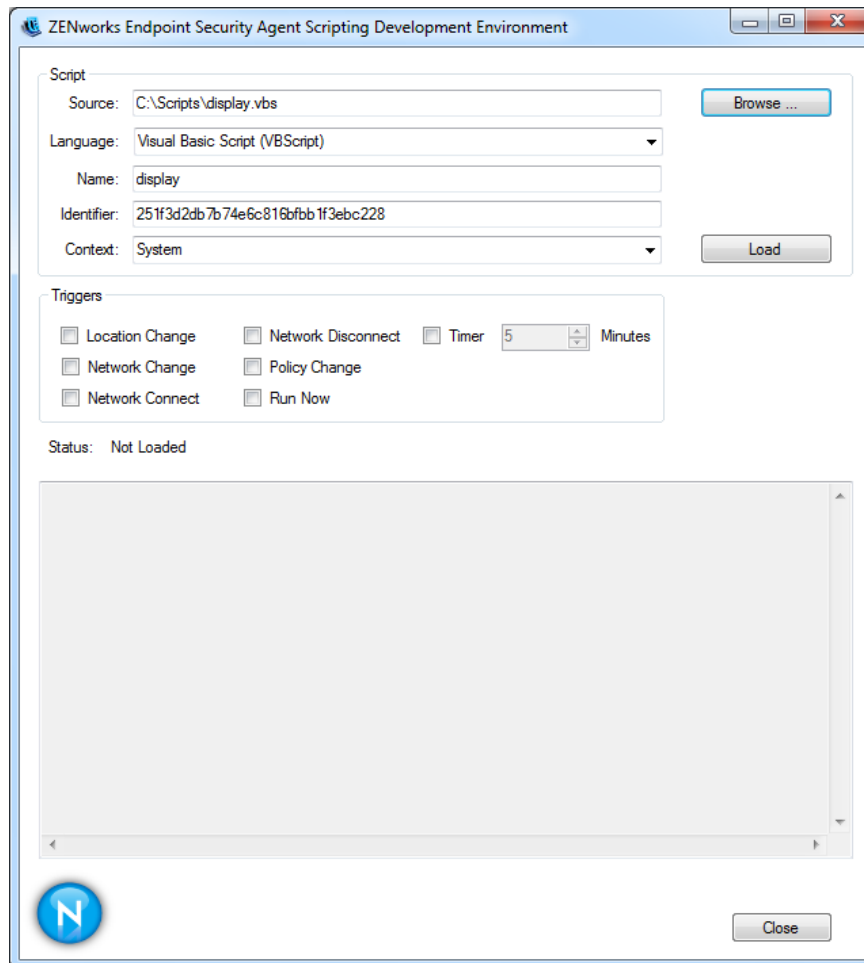 ZENworks Endpoint Security Agent Scripting Development Environment
Script
Source: C:\Scripts\display.vbs Browse ...
Language: Visual Basic Script (VBScript)
Name: display
Identifier: 251f3d2db7b74e6c816bfbb1f3ebc228
Context: System Load
Triggers
Location Change Network Disconnect Timer 5 Minutes
Network Change Policy Change
Network Connect Run Now
Status: Not Loaded
N
Close